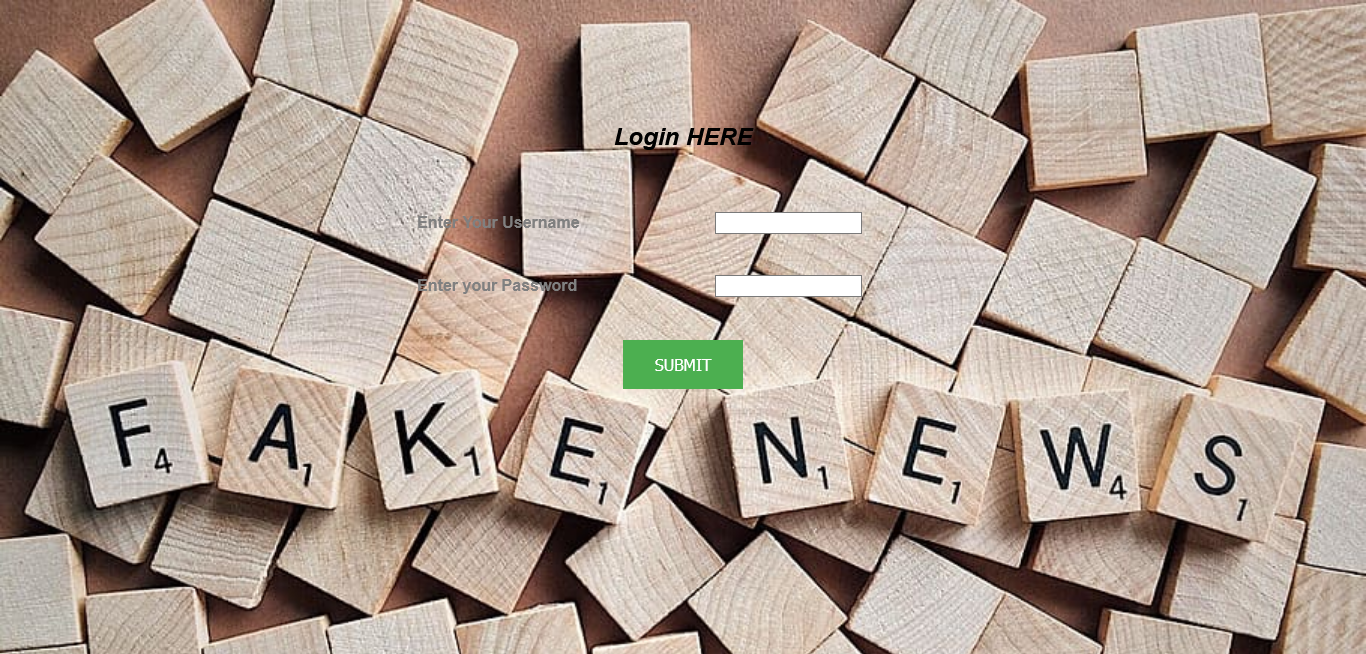 Login HERE
Enter Your Username
Enter your Password
SUBMIT
F4 A1 K1 E1 N1 E1 W4 S1